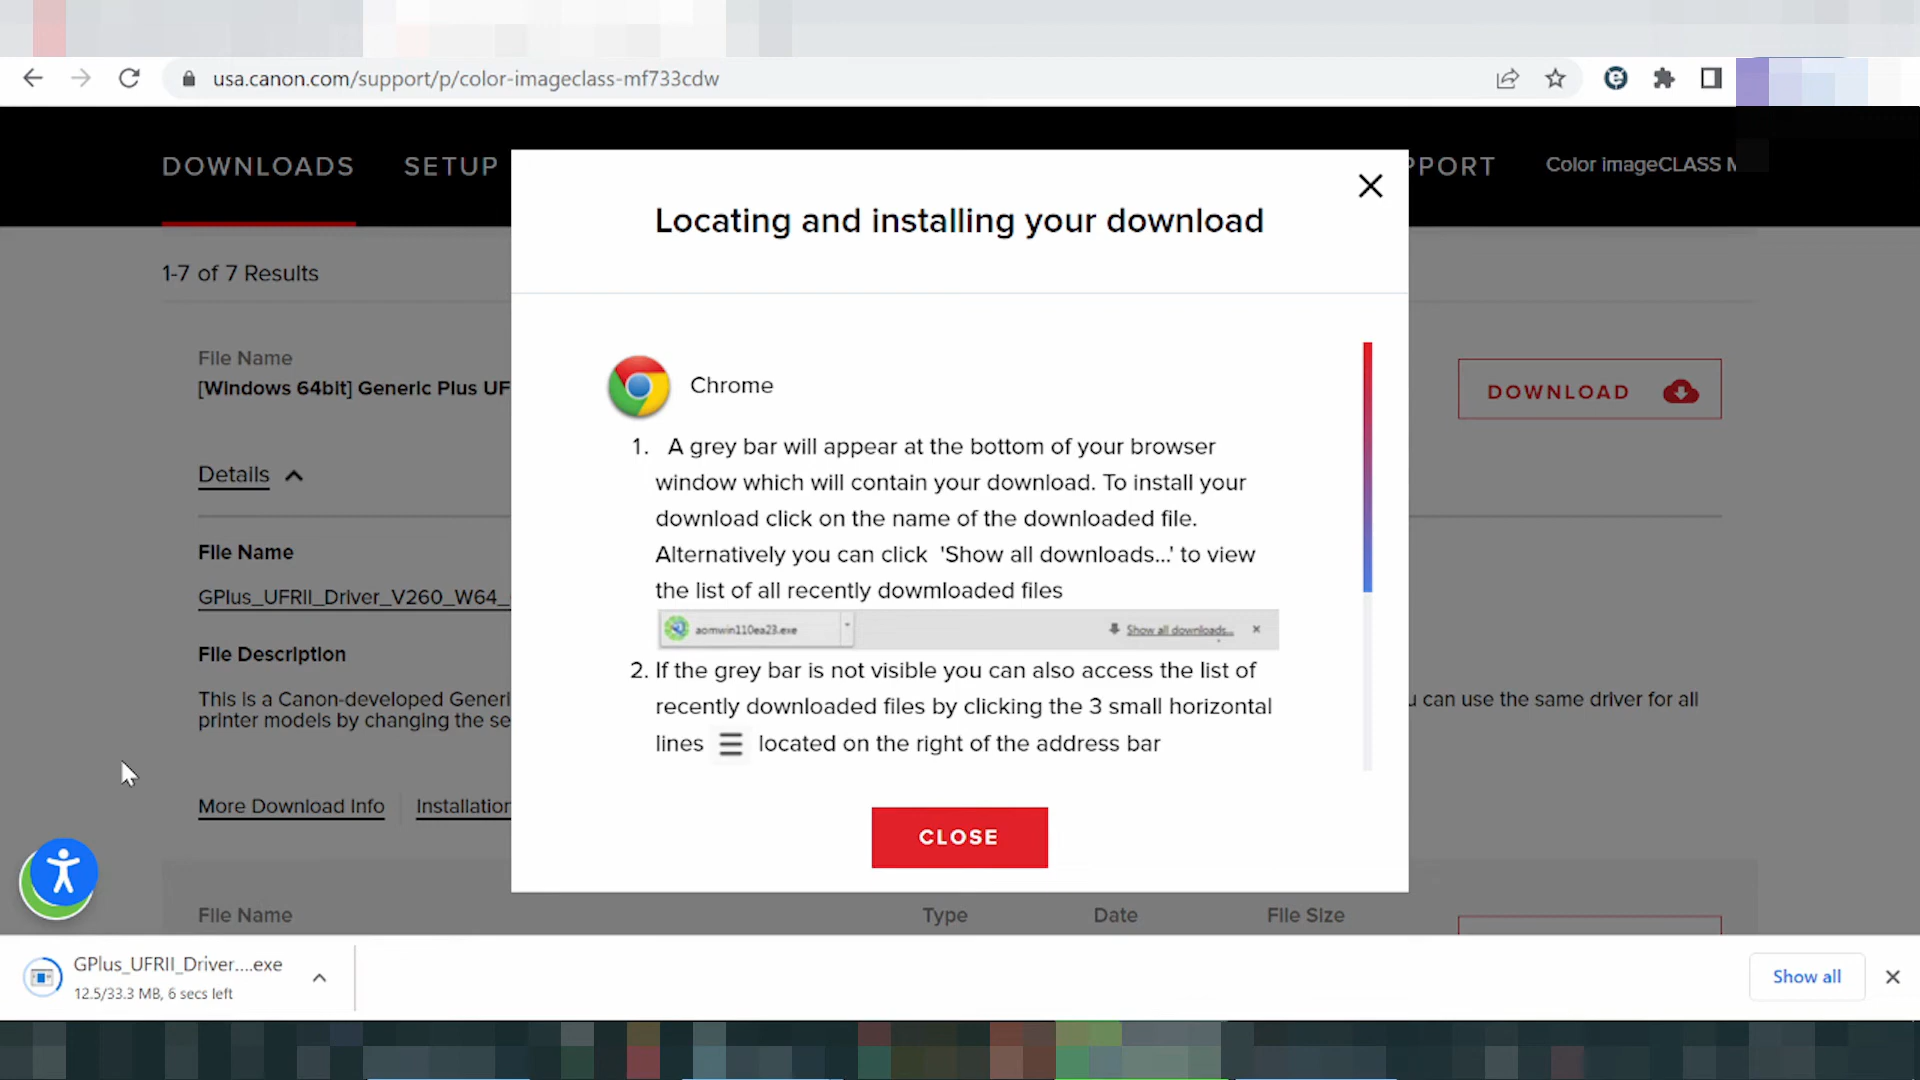 usa.canon.com/support/p/color-imageclass-mf733cdw
DOWNLOADS
SETUP
PPORT
Color imageCLASS M
Locating and installing your download
1-7 of 7 Results
File Name
[Windows 64bit] Generic Plus UF
DOWNLOAD
Details
File Name
GPlus_UFRII_Driver_V260_W64_
File Description
This is a Canon-developed Generi
printer models by changing the se
u can use the same driver for all
More Download Info
Installation
Chrome
1. A grey bar will appear at the bottom of your browser
window which will contain your download. To install your
download click on the name of the downloaded file.
Alternatively you can click 'Show all downloads...' to view
the list of all recently dowmloaded files
aomwin110ea23.exe
Show all downloads...
2. If the grey bar is not visible you can also access the list of
recently downloaded files by clicking the 3 small horizontal
lines ☰ located on the right of the address bar
CLOSE
File Name
Type
Date
File Size
GPlus_UFRII_Driver....exe
12.5/33.3 MB, 6 secs left
Show all